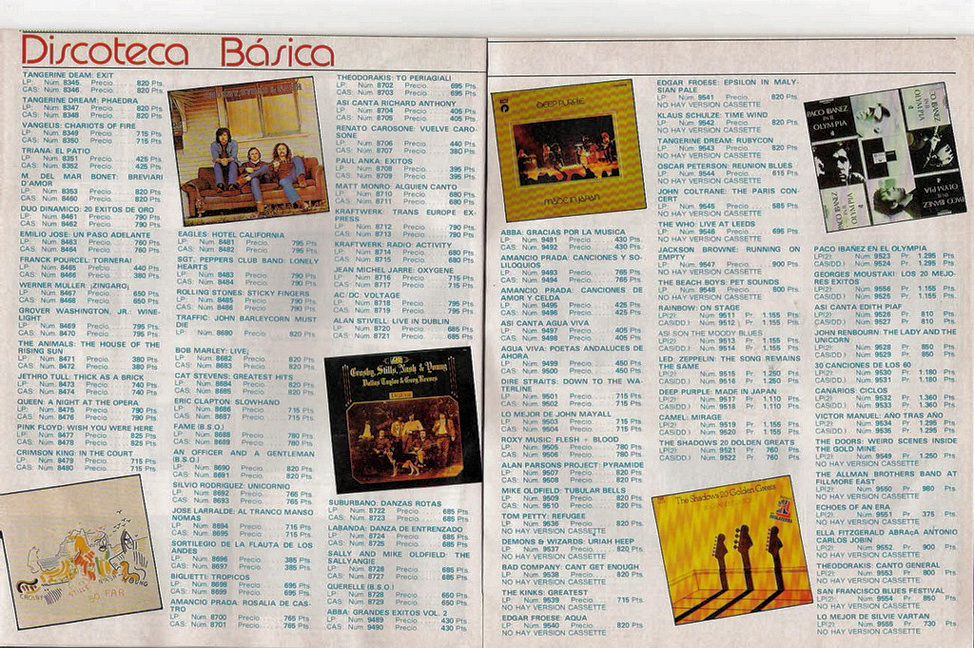 Discoteca Básica
TANGERINE DEAM: EXIT
LP: Núm. 8345. Precio 820 Pts.
CAS: Núm. 8346. Precio 820 Pts.
TANGERINE DREAM: PHAEDRA
LP: Núm. 8347 Precio 820 Pts.
CAS: Núm. 8348 Precio 820 Pts.
VANGELIS: CHARIOTS OF FIRE
LP: Núm. 8349 Precio 715 Pts.
CAS: Núm. 8350 Precio 715 Pts.
TRIANA: EL PATIO
LP: Núm. 8351 Precio 425 Pts.
CAS: Núm. 8352 Precio 425 Pts.
M. DEL MAR BONET: BREVIARI
D'AMOR
LP: Núm. 8353 Precio 820 Pts.
CAS: Núm. 8460 Precio 820 Pts.
DUO DINAMICO: 20 EXITOS DE ORO
LP: Núm. 8461 Precio 790 Pts.
CAS: Núm. 8462 Precio 790 Pts.
EMILIO JOSE: UN PASO ADELANTE
LP: Núm. 8463 Precio 760 Pts.
CAS: Núm. 8464 Precio 760 Pts.
FRANCK POURCEL: TORNERAI
LP: Núm. 8465 Precio 440 Pts.
CAS: Núm. 8466 Precio 380 Pts.
WERNER MULLER: ¡ZINGARO¡
LP: Núm. 8467 Precio 650 Pts.
CAS: Núm. 8468 Precio 650 Pts.
GROVER WASHINGTON, JR.: WINE-
LIGHT
LP: Núm. 8469 Precio 795 Pts.
CAS: Núm. 8470 Precio 795 Pts.
THE ANIMALS: THE HOUSE OF THE
RISING SUN
LP: Núm. 8471 Precio 380 Pts.
CAS: Núm. 8472 Precio 380 Pts.
JETHRO TULL: THICK AS A BRICK
LP: Núm. 8473 Precio 740 Pts.
CAS: Núm. 8474 Precio 740 Pts.
QUEEN: A NIGHT AT THE OPERA
LP: Núm. 8475 Precio 790 Pts.
CAS: Núm. 8476 Precio 790 Pts.
PINK FLOYD: WISH YOU WERE HERE
LP: Núm. 8477 Precio 825 Pts.
CAS: Núm. 8478 Precio 825 Pts.
CRIMSON KING: IN THE COURT
LP: Núm. 8479 Precio 715 Pts.
CAS: Núm. 8480 Precio 715 Pts.
CROSBY
SO FAR
EAGLES: HOTEL CALIFORNIA
LP: Núm. 8481 Precio 795 Pts.
CAS: Núm. 8482 Precio 795 Pts.
SGT. PEPPERS CLUB BAND: LONELY
HEARTS
LP: Núm. 8483 Precio 790 Pts.
CAS: Núm. 8484 Precio 790 Pts.
ROLLING STONES: STICKY FINGERS
LP: Núm. 8485 Precio 790 Pts.
CAS: Núm. 8486 Precio 790 Pts.
TRAFFIC: JOHN BARLEYCORN MUST
DIE
LP: Núm. 8680 Precio 820 Pts.
BOB MARLEY: LIVE¡
LP: Núm. 8682 Precio 820 Pts.
CAS: Núm. 8683 Precio 820 Pts.
CAT STEVENS: GREATEST HITS
LP: Núm. 8684 Precio 820 Pts.
CAS: Núm. 8685 Precio 820 Pts.
ERIC CLAPTON: SLOWHAND
LP: Núm. 8686 Precio 715 Pts.
CAS: Núm. 8687 Precio 715 Pts.
FAME (B.S.O.)
LP: Núm. 8688 Precio 780 Pts.
CAS: Núm. 8689 Precio 780 Pts.
AN OFFICER AND A GENTLEMAN
(B.S.O.)
LP: Núm. 8690 Precio 820 Pts.
CAS: Núm. 8691 Precio 820 Pts.
SILVIO RODRIGUEZ: UNICORNIO
LP: Núm. 8692 Precio 765 Pts.
CAS: Núm. 8693 Precio 765 Pts.
JOSE LARRALDE: AL TRANCO MANSO
NOMAS
LP: Núm. 8694 Precio 715 Pts.
CAS: Núm. 8695 Precio 715 Pts.
SORTILEGIO DE LA FLAUTA DE LOS
ANDES
LP: Núm. 8696 Precio 385 Pts.
CAS: Núm. 8697 Precio 385 Pts.
BIGLIETTI: TROPICOS
LP: Núm. 8698 Precio 695 Pts.
CAS: Núm. 8699 Precio 695 Pts.
AMANCIO PRADA: ROSALIA DE CAS-
TRO
LP: Núm. 8700 Precio 765 Pts.
CAS: Núm. 8701 Precio 765 Pts.
THEODORAKIS: TO PERIAGIALI
LP: Núm. 8702 Precio 695 Pts.
CAS: Núm. 8703 Precio 695 Pts.
ASI CANTA RICHARD ANTHONY
LP: Núm. 8704 Precio 405 Pts.
CAS: Núm. 8705 Precio 405 Pts.
RENATO CAROSONE: VUELVE CARO-
SONE
LP: Núm. 8706 Precio 440 Pts.
CAS: Núm. 8707 Precio 380 Pts.
PAUL ANKA: EXITOS
LP: Núm. 8708 Precio 395 Pts.
CAS: Núm. 8709 Precio 395 Pts.
MATT MONRO: ALGUIEN CANTO
LP: Núm. 8710 Precio 680 Pts.
CAS: Núm. 8711 Precio 680 Pts.
KRAFTWERK: TRANS EUROPE EX-
PRESS
LP: Núm. 8712 Precio 790 Pts.
CAS: Núm. 8713 Precio 790 Pts.
KRAFTWERK: RADIO ACTIVITY
LP: Núm. 8714 Precio 680 Pts.
CAS: Núm. 8715 Precio 680 Pts.
JEAN MICHEL JARRE: OXYGENE
LP: Núm. 8716 Precio 715 Pts.
CAS: Núm. 8717 Precio 715 Pts.
AC/DC: VOLTAGE
LP: Núm. 8718 Precio 795 Pts.
CAS: Núm. 8719 Precio 795 Pts.
ALAN STIVELL: LIVE IN DUBLIN
LP: Núm. 8720 Precio 685 Pts.
CAS: Núm. 8721 Precio 685 Pts.
Crosby, Stills, Nash & Young
Dallas Taylor & Greg Reeves
SUBURBANO: DANZAS ROTAS
LP: Núm. 8722 Precio 685 Pts.
CAS: Núm. 8723 Precio 685 Pts.
LABANDA: DANZA DE ENTREZADO
LP: Núm. 8724 Precio 685 Pts.
CAS: Núm. 8725 Precio 685 Pts.
SALLY AND MIKE OLDFIELD: THE
SALLYANGIE
LP: Núm. 8726 Precio 685 Pts.
CAS: Núm. 8727 Precio 685 Pts.
QUERELLE (B.S.O.)
LP: Núm. 8728 Precio 660 Pts.
CAS: Núm. 8729 Precio 650 Pts.
ABBA: GRANDES EXITOS VOL. 2
LP: Núm. 9489 Precio 430 Pts.
CAS: Núm. 9490 Precio 430 Pts.
DEEP PURPLE
MADE IN JAPAN
ABBA: GRACIAS POR LA MUSICA
LP: Núm. 9491 Precio 430 Pts.
CAS: Núm. 9492 Precio 430 Pts.
AMANCIO PRADA: CANCIONES Y SO-
LILOQUIOS
LP: Núm. 9493 Precio 765 Pts.
CAS: Núm. 9494 Precio 765 Pts.
AMANCIO PRADA: CANCIONES DE
AMOR Y CELDA
LP: Núm. 9495 Precio 425 Pts.
CAS: Núm. 9496 Precio 425 Pts.
ASI CANTA AGUA VIVA
LP: Núm. 9497 Precio 405 Pts.
CAS: Núm. 9498 Precio 405 Pts.
AGUA VIVA: POETAS ANDALUCES DE
AHORA
LP: Núm. 9499 Precio 450 Pts.
CAS: Núm. 9500 Precio 450 Pts.
DIRE STRAITS: DOWN TO THE WA-
TERLINE
LP: Núm. 9501 Precio 715 Pts.
CAS: Núm. 9502 Precio 715 Pts.
LO MEJOR DE JOHN MAYALL
LP: Núm. 9503 Precio 715 Pts.
CAS: Núm. 9504 Precio 715 Pts.
ROXY MUSIC: FLESH + BLOOD
LP: Núm. 9505 Precio 780 Pts.
CAS: Núm. 9506 Precio 780 Pts.
ALAN PARSONS PROJECT: PYRAMIDE
LP: Núm. 9507 Precio 820 Pts.
CAS: Núm. 9508 Precio 820 Pts.
MIKE OLDFIELD: TUBULAR BELLS
LP: Núm. 9509 Precio 820 Pts.
CAS: Núm. 9510 Precio 820 Pts.
TOM PETTY: REFUGEE
LP: Núm. 9536 Precio 820 Pts.
NO HAY VERSION CASSETTE
DEMONS & WIZARDS: URIAH HEEP
LP: Núm. 9537 Precio 820 Pts.
NO HAY VERSION CASSETTE
BAD COMPANY: CANT GET ENOUGH
LP: Núm. 9538 Precio 820 Pts.
NO HAY VERSION CASSETTE
THE KINKS: GREATEST
LP: Núm. 9539 Precio 715 Pts.
NO HAY VERSION CASSETTE
EDGAR FROESE: AQUA
LP: Núm. 9540 Precio 820 Pts.
NO HAY VERSION CASSETTE
EDGAR FROESE: EPSILON IN MALY-
SIAN PALE
LP: Núm. 9541 Precio 820 Pts.
NO HAY VERSION CASSETTE
KLAUS SCHULZE: TIME WIND
LP: Núm. 9542 Precio 820 Pts.
NO HAY VERSION CASSETTE
TANGERINE DREAM: RUBYCON
LP: Núm. 9543 Precio 820 Pts.
NO HAY VERSION CASSETTE
OSCAR PETERSON: REUNION BLUES
LP: Núm. 9544 Precio 615 Pts.
NO HAY VERSION CASSETTE
JOHN COLTRANE: THE PARIS CON-
CERT
LP: Núm. 9545 Precio 585 Pts.
NO HAY VERSION CASSETTE
THE WHO: LIVE AT LEEDS
LP: Núm. 9546 Precio 695 Pts.
NO HAY VERSION CASSETTE
JACKSON BROWNE: RUNNING ON
EMPTY
LP: Núm. 9547 Precio 900 Pts.
NO HAY VERSION CASSETTE
THE BEACH BOYS: PET SOUNDS
LP: Núm. 9548 Precio 800 Pts.
NO HAY VERSION CASSETTE
RAINBOW: ON STAGE
LP(2): Núm. 9511 Pr. 1.155 Pts.
CAS(DD.) Núm. 9512 Pr. 1.155 Pts.
ASI SON THE MOODY BLUES
LP(2): Núm. 9513 Pr. 1.155 Pts.
CAS(DD.) Núm. 9514 Pr. 1.155 Pts.
LED. ZEPPELIN: THE SONG REMAINS
THE SAME
LP(2): Núm. 9515 Pr. 1.250 Pts.
CAS(DD.) Núm. 9516 Pr. 1.250 Pts.
DEEP PURPLE: MADE IN JAPAN
LP(2): Núm. 9517 Pr. 1.110 Pts.
CAS(DD.) Núm. 9518 Pr. 1.110 Pts.
CAMEL: MIRAGE
LP(2): Núm. 9519 Pr. 1.155 Pts.
CAS(DD.) Núm. 9520 Pr. 1.155 Pts.
THE SHADOWS 20 DOLDEN GREATS
LP(2): Núm. 9521 Pr. 760 Pts.
CAS(DD.) Núm. 9522 Pr. 760 Pts.
The Shadows 20 Golden Greats
PACO IBAÑEZ
EN EL
OLYMPIA
PACO IBAÑEZ EN EL OLYMPIA
LP(2): Núm. 9523 Pr. 1.295 Pts.
CAS(DD.) Núm. 9524 Pr. 1.295 Pts.
GEORGES MOUSTAKI: LOS 20 MEJO-
RES EXITOS
LP(2): Núm. 9556 Pr. 1.155 Pts.
CAS(DD.) Núm. 9525 Pr. 1.155 Pts.
ASI CANTA EDITH PIAF
LP(2): Núm. 9526 Pr. 810 Pts.
CAS(DD.) Núm. 9527 Pr. 810 Pts.
JOHN RENBOURN: THE LADY AND THE
UNICORN
LP(2): Núm. 9528 Pr. 850 Pts.
CAS(DD.) Núm. 9529 Pr. 850 Pts.
30 CANCIONES DE LOS 60
LP(2): Núm. 9530 Pr. 1.180 Pts.
CAS(DD.) Núm. 9531 Pr. 1.180 Pts.
CANARIOS: CICLOS
LP(2): Núm. 9532 Pr. 1.360 Pts.
CAS(DD.) Núm. 9533 Pr. 1.360 Pts.
VICTOR MANUEL: AÑO TRAS AÑO
LP(2): Núm. 9534 Pr. 1.295 Pts.
CAS(DD.) Núm. 9535 Pr. 1.295 Pts.
THE DOORS: WEIRD SCENES INSIDE
THE GOLD MINE
LP(2): Núm. 9549 Pr. 1.250 Pts.
NO HAY VERSION CASSETTE
THE ALLMAN BROTHERS BAND AT
FILLMORE EAST
LP(2): Núm. 9550 Pr. 980 Pts.
NO HAY VERSION CASSETTE
ECHOES OF AN ERA
LP(2): Núm. 9551 Pr. 375 Pts.
NO HAY VERSION CASSETTE
ELLA FITZGERALD ABRAçA ANTONIO
CARLOS JOBIN
LP(2): Núm. 9552 Pr. 900 Pts.
NO HAY VERSION CASSETTE
THEODORAKIS: CANTO GENERAL
LP(2): Núm. 9553 Pr. 800 Pts.
NO HAY VERSION CASSETTE
SAN FRANCISCO BLUES FESTIVAL
LP(2): Núm. 9554 Pr. 850 Pts.
NO HAY VERSION CASSETTE
LO MEJOR DE SILVIE VARTAN
LP(2): Núm. 9555 Pr. 730 Pts.
NO HAY VERSION CASSETTE